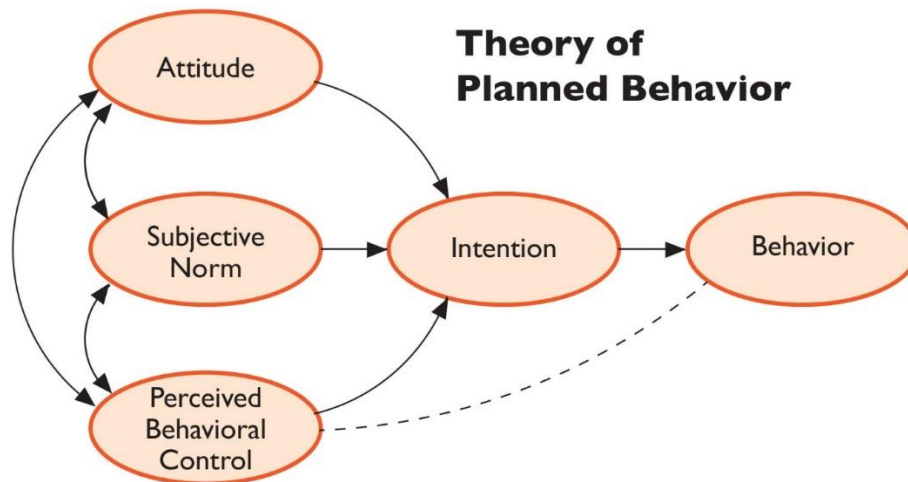 Theory of
Planned Behavior
Attitude
Subjective
Norm
Intention
Behavior
Perceived
Behavioral
Control